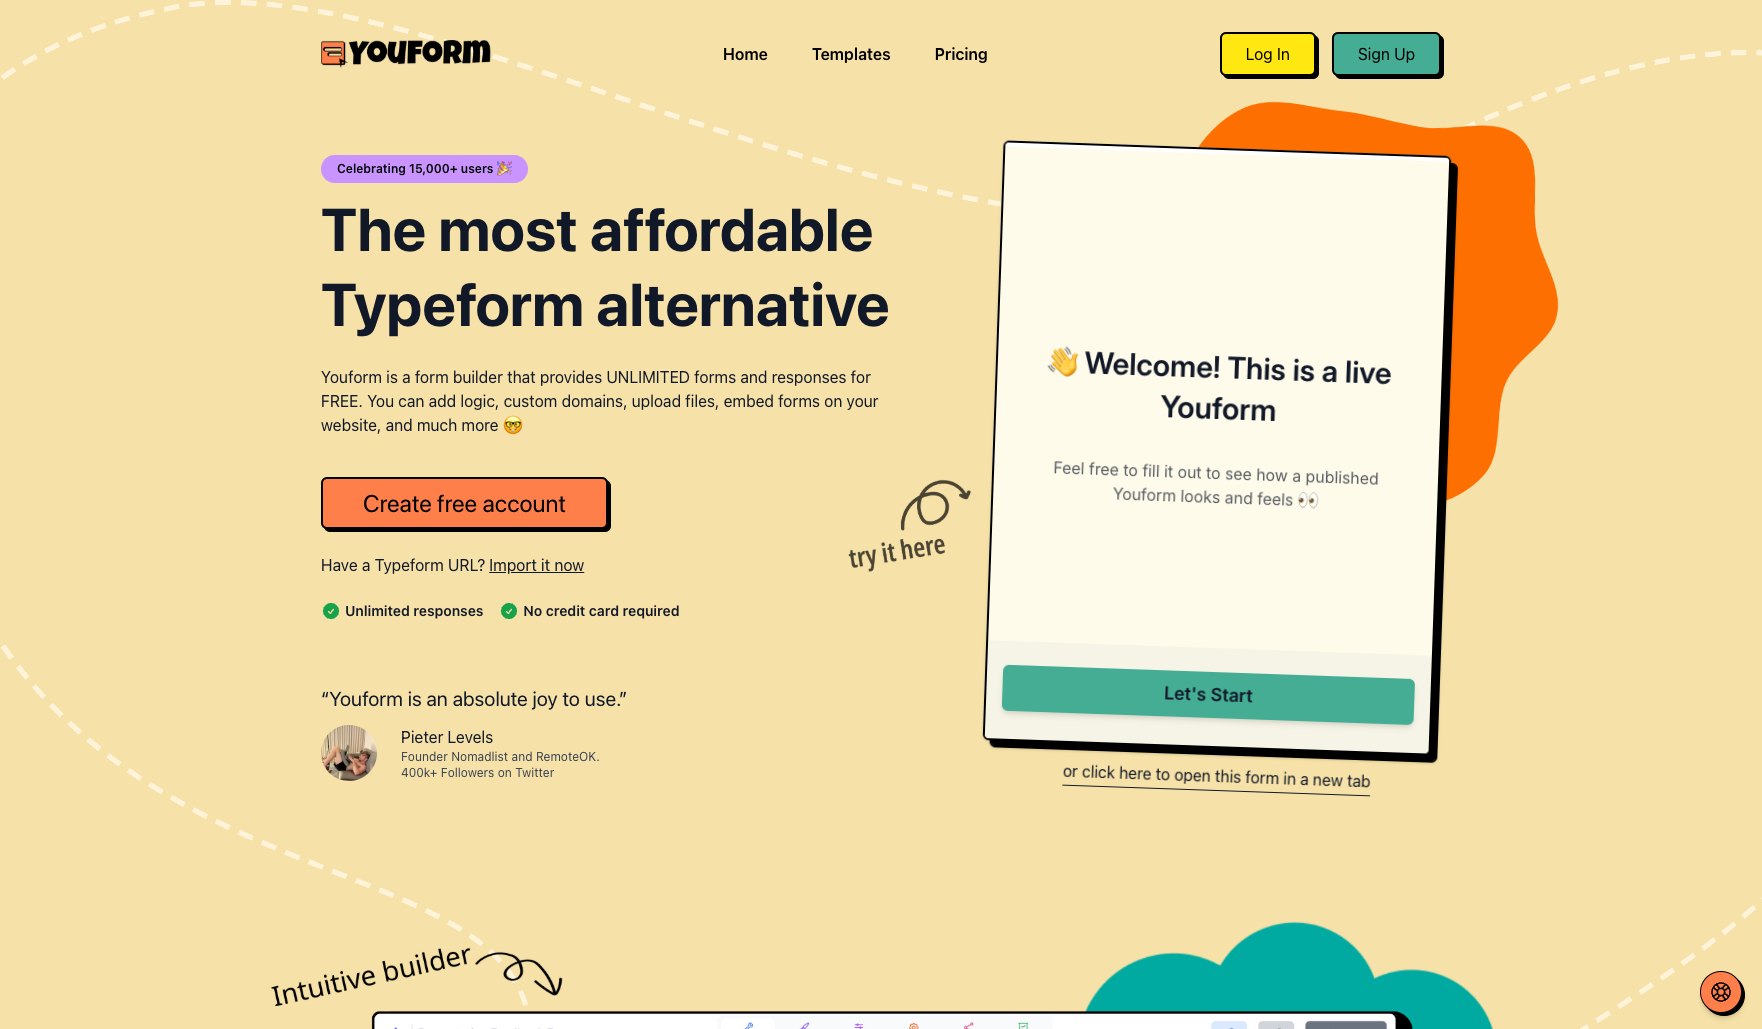 YOUFORM
Home
Templates
Pricing
Log In
Sign Up
Celebrating 15,000+ users 🎉
The most affordable
Typeform alternative
Youform is a form builder that provides UNLIMITED forms and responses for
FREE. You can add logic, custom domains, upload files, embed forms on your
website, and much more 🤓
Create free account
Have a Typeform URL? Import it now
Unlimited responses
No credit card required
“Youform is an absolute joy to use.”
Pieter Levels
Founder Nomadlist and RemoteOK.
400k+ Followers on Twitter
try it here
👋 Welcome! This is a live
Youform
Feel free to fill it out to see how a published
Youform looks and feels 👀
Let's Start
or click here to open this form in a new tab
Intuitive builder